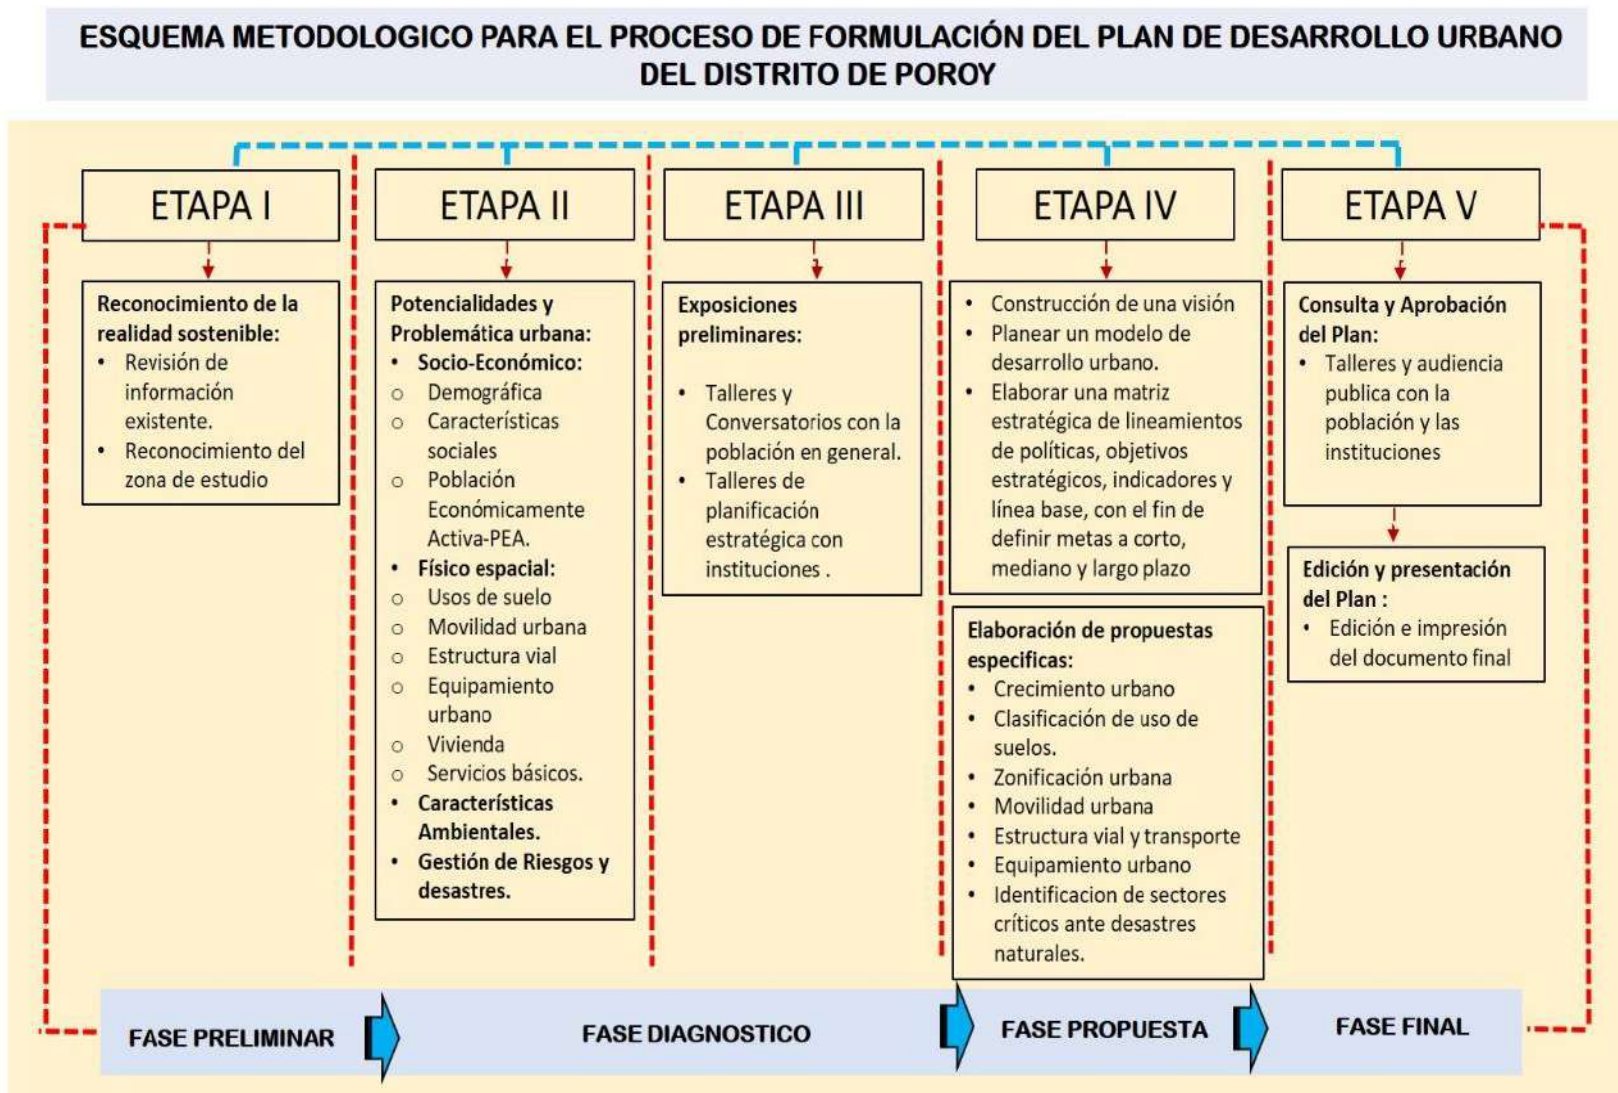 ESQUEMA METODOLOGICO PARA EL PROCESO DE FORMULACIÓN DEL PLAN DE DESARROLLO URBANO
DEL DISTRITO DE POROY
ETAPA I
Reconocimiento de la
realidad sostenible:
• Revisión de
información
existente.
• Reconocimiento del
zona de estudio
ETAPA II
Potencialidades y
Problemática urbana:
• Socio-Económico:
o Demográfica
o Características
sociales
o Población
Económicamente
Activa-PEA.
• Físico espacial:
o Usos de suelo
o Movilidad urbana
o Estructura vial
o Equipamiento
urbano
o Vivienda
o Servicios básicos.
• Características
Ambientales.
• Gestión de Riesgos y
desastres.
ETAPA III
Exposiciones
preliminares:
• Talleres y
Conversatorios con la
población en general.
• Talleres de
planificación
estratégica con
instituciones .
ETAPA IV
• Construcción de una visión
• Planear un modelo de
desarrollo urbano.
• Elaborar una matriz
estratégica de lineamientos
de políticas, objetivos
estratégicos, indicadores y
línea base, con el fin de
definir metas a corto,
mediano y largo plazo
Elaboración de propuestas
especificas:
• Crecimiento urbano
• Clasificación de uso de
suelos.
• Zonificación urbana
• Movilidad urbana
• Estructura vial y transporte
• Equipamiento urbano
• Identificacion de sectores
críticos ante desastres
naturales.
ETAPA V
Consulta y Aprobación
del Plan:
• Talleres y audiencia
publica con la
población y las
instituciones
Edición y presentación
del Plan :
• Edición e impresión
del documento final
FASE PRELIMINAR
FASE DIAGNOSTICO
FASE PROPUESTA
FASE FINAL